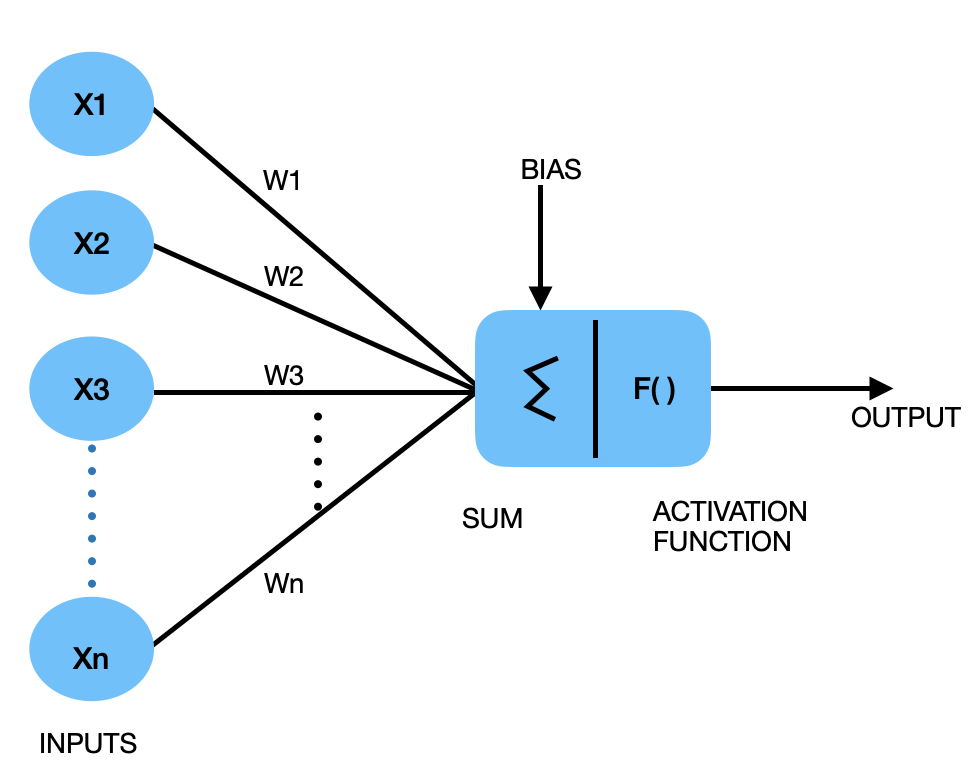 X1
W1
BIAS
X2
W2
X3
W3
Σ
F( )
OUTPUT
SUM
ACTIVATION
FUNCTION
Wn
Xn
INPUTS